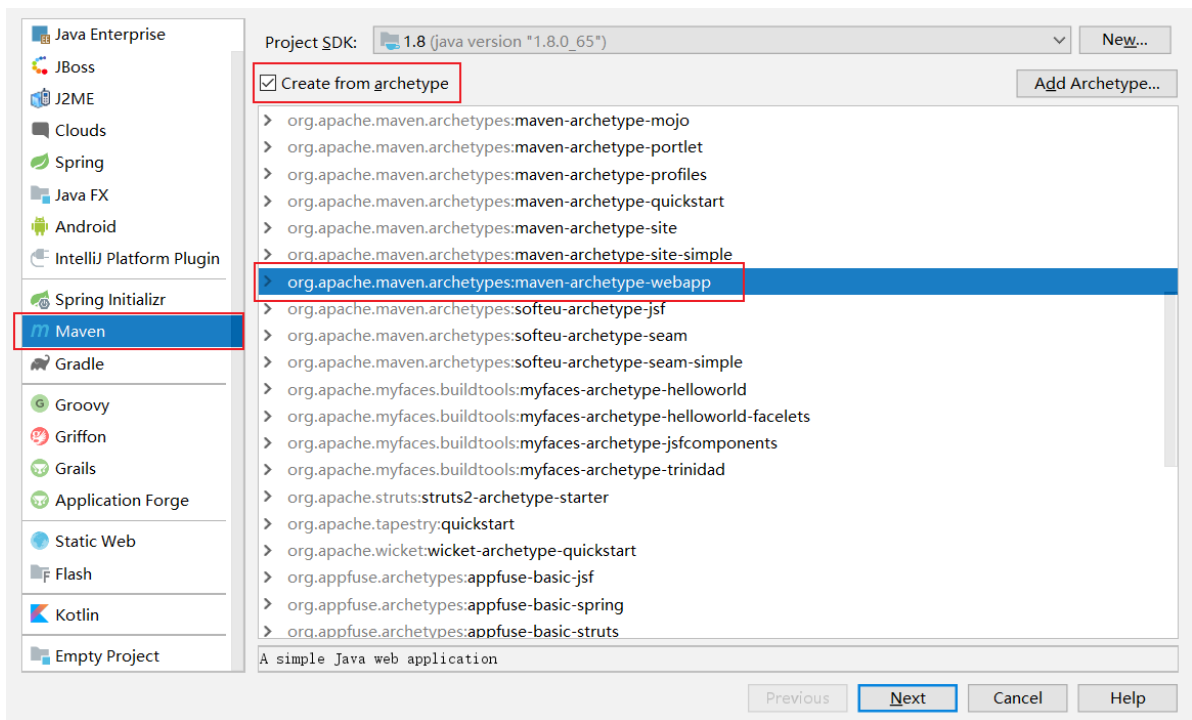 Java Enterprise
JBoss
J2ME
Clouds
Spring
Java FX
Android
IntelliJ Platform Plugin
Spring Initializr
Maven
Gradle
Groovy
Griffon
Grails
Application Forge
Static Web
Flash
Kotlin
Empty Project
Project SDK: 1.8 (java version "1.8.0_65") New...
Create from archetype Add Archetype...
org.apache.maven.archetypes:maven-archetype-mojo
org.apache.maven.archetypes:maven-archetype-portlet
org.apache.maven.archetypes:maven-archetype-profiles
org.apache.maven.archetypes:maven-archetype-quickstart
org.apache.maven.archetypes:maven-archetype-site
org.apache.maven.archetypes:maven-archetype-site-simple
org.apache.maven.archetypes:maven-archetype-webapp
org.apache.maven.archetypes:softeu-archetype-jsf
org.apache.maven.archetypes:softeu-archetype-seam
org.apache.maven.archetypes:softeu-archetype-seam-simple
org.apache.myfaces.buildtools:myfaces-archetype-helloworld
org.apache.myfaces.buildtools:myfaces-archetype-helloworld-facelets
org.apache.myfaces.buildtools:myfaces-archetype-jsfcomponents
org.apache.myfaces.buildtools:myfaces-archetype-trinidad
org.apache.struts:struts2-archetype-starter
org.apache.tapestry:quickstart
org.apache.wicket:wicket-archetype-quickstart
org.appfuse.archetypes:appfuse-basic-jsf
org.appfuse.archetypes:appfuse-basic-spring
org.appfuse.archetypes:appfuse-basic-struts
A simple Java web application
Previous Next Cancel Help